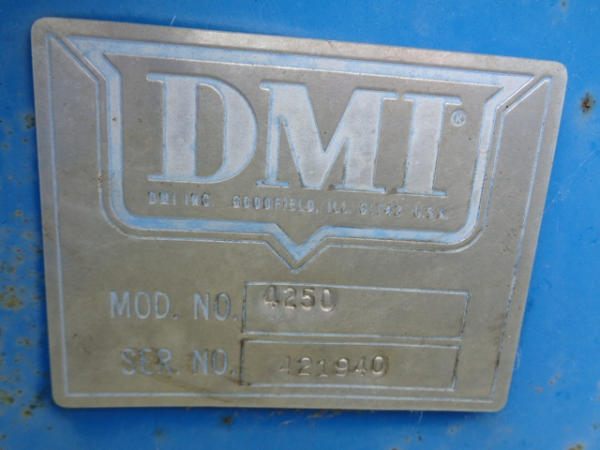 DMI®
DMI INC. GOODFIELD, ILL. 61742 U.S.A.
MOD. NO. 4250
SER. NO. 421940